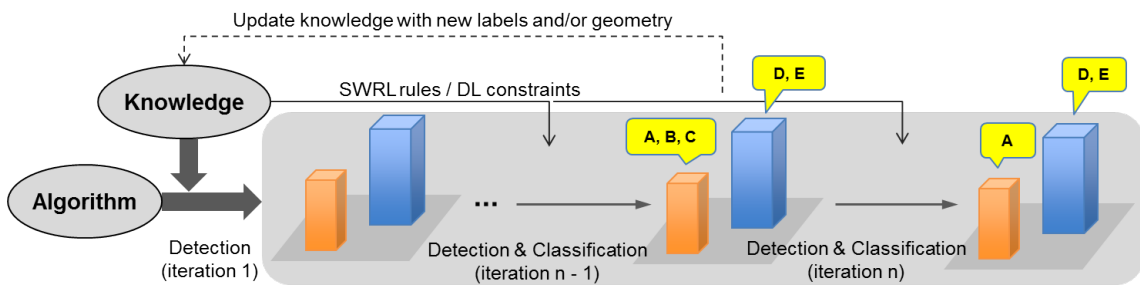 Update knowledge with new labels and/or geometry
D, E
D, E
Knowledge
SWRL rules / DL constraints
A, B, C
A
Algorithm
...
Detection
(iteration 1)
Detection & Classification
(iteration n - 1)
Detection & Classification
(iteration n)